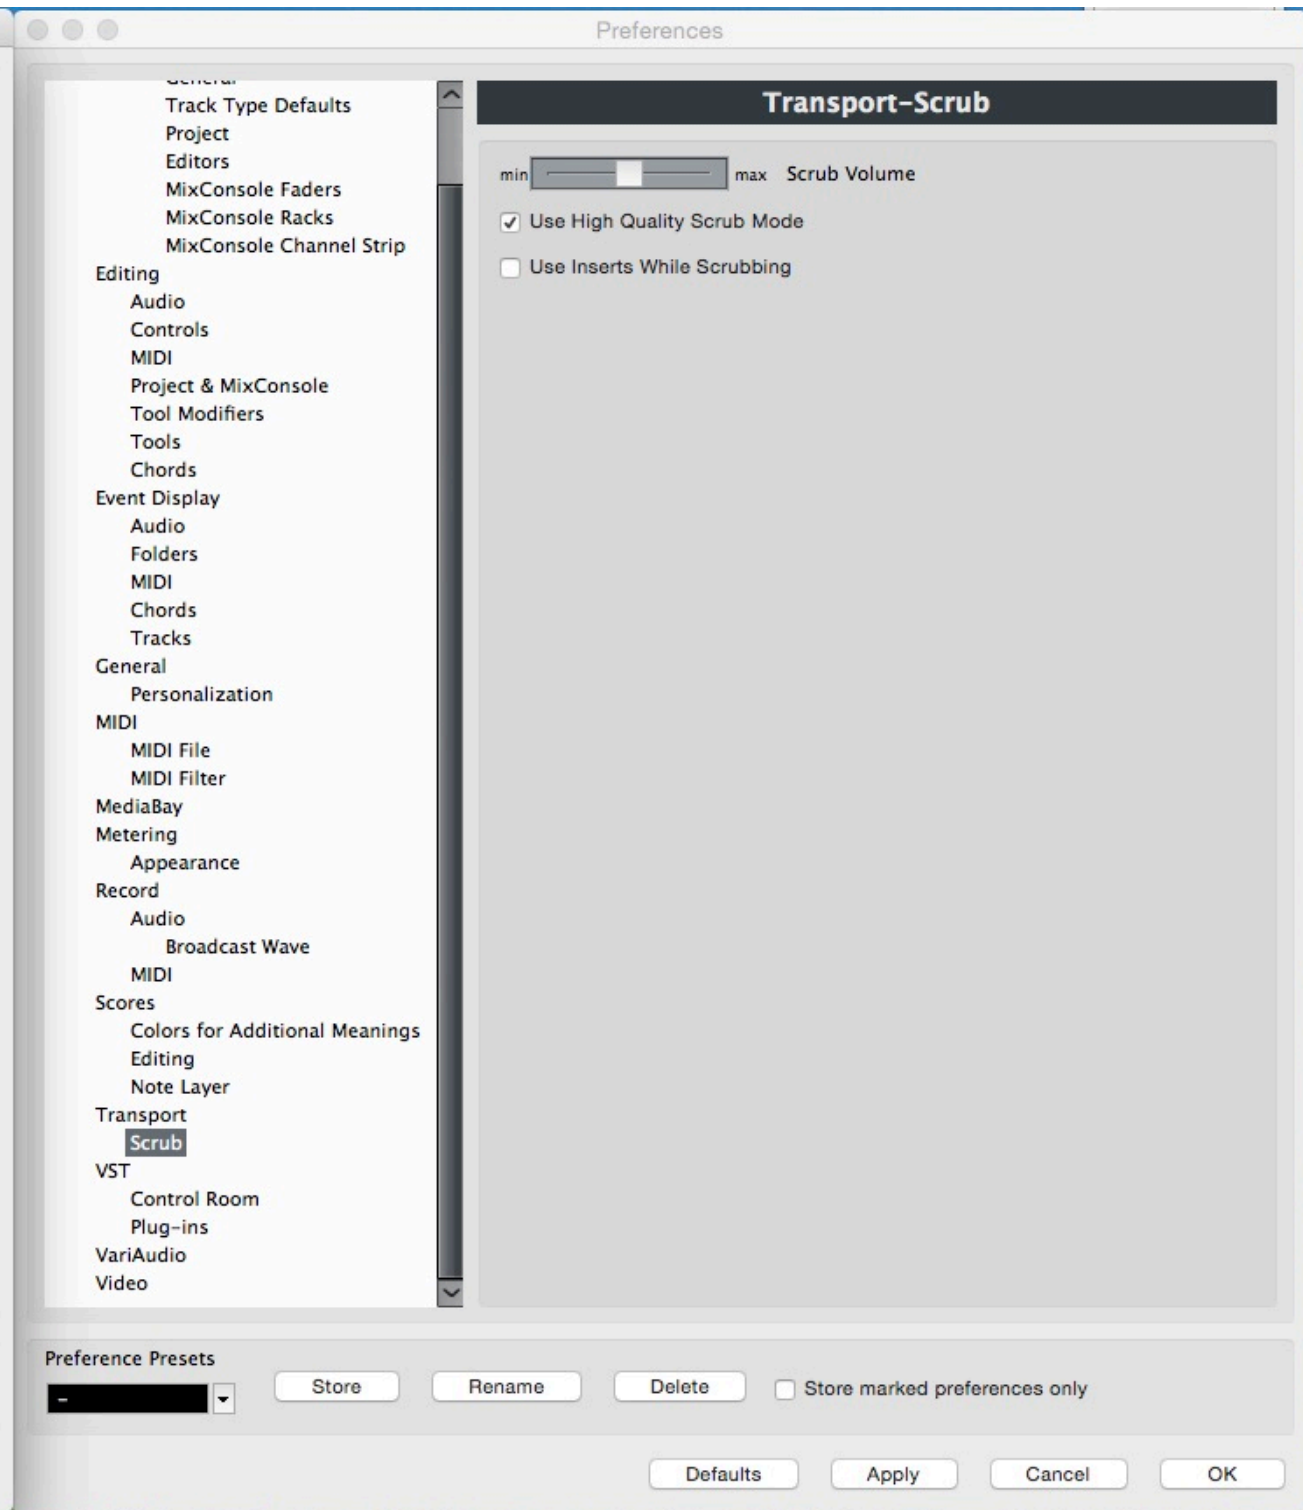 Preferences
General
Track Type Defaults
Project
Editors
MixConsole Faders
MixConsole Racks
MixConsole Channel Strip
Editing
Audio
Controls
MIDI
Project & MixConsole
Tool Modifiers
Tools
Chords
Event Display
Audio
Folders
MIDI
Chords
Tracks
General
Personalization
MIDI
MIDI File
MIDI Filter
MediaBay
Metering
Appearance
Record
Audio
Broadcast Wave
MIDI
Scores
Colors for Additional Meanings
Editing
Note Layer
Transport
Scrub
VST
Control Room
Plug-ins
VariAudio
Video
Transport-Scrub
min max Scrub Volume
Use High Quality Scrub Mode
Use Inserts While Scrubbing
Preference Presets
- Store Rename Delete Store marked preferences only
Defaults Apply Cancel OK